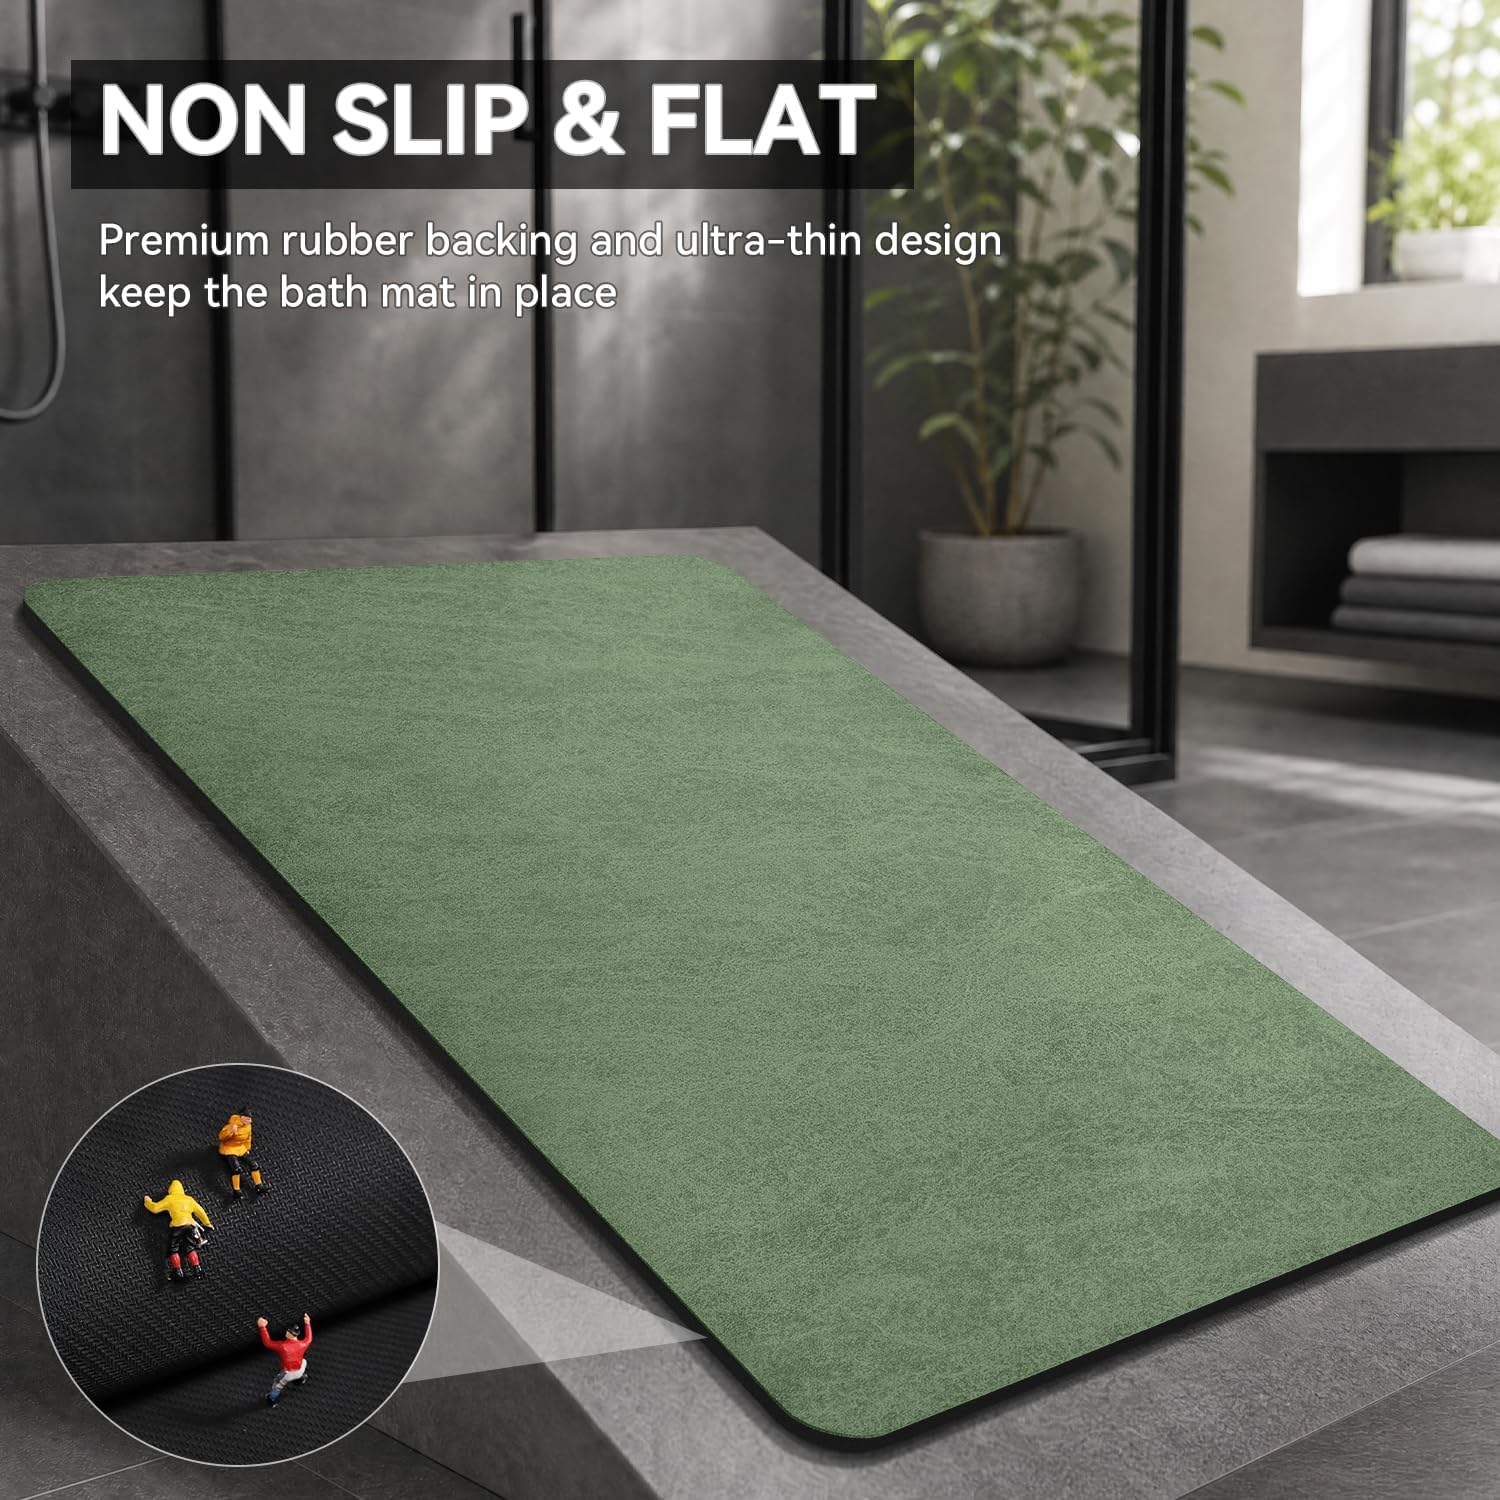 NON SLIP & FLAT
Premium rubber backing and ultra-thin design
keep the bath mat in place